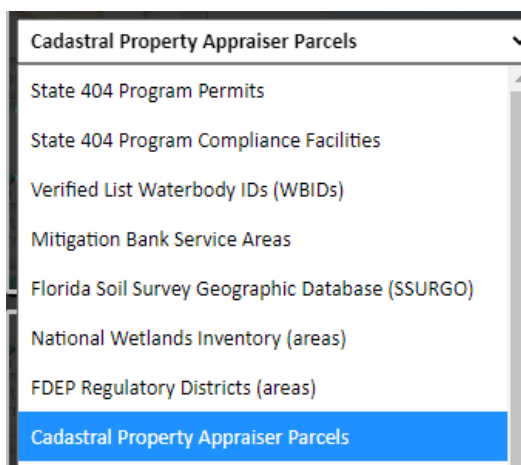 Cadastral Property Appraiser Parcels
State 404 Program Permits
State 404 Program Compliance Facilities
Verified List Waterbody IDs (WBIDs)
Mitigation Bank Service Areas
Florida Soil Survey Geographic Database (SSURGO)
National Wetlands Inventory (areas)
FDEP Regulatory Districts (areas)
Cadastral Property Appraiser Parcels